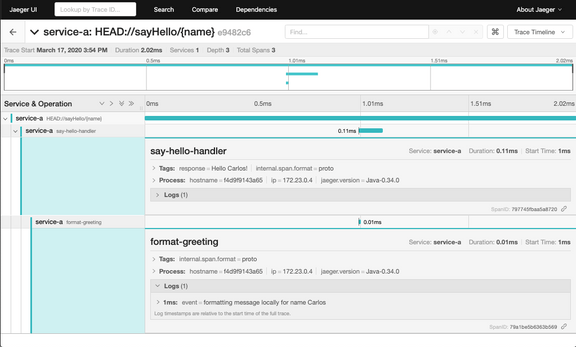 Jaeger UI Lookup by Trace ID... Search Compare Dependencies About Jaeger
service-a: HEAD://sayHello/{name} e9482c6 Find... Trace Timeline
Trace Start March 17, 2020 3:54 PM Duration 2.02ms Services 1 Depth 3 Total Spans 3
0ms 0.5ms 1.01ms 1.51ms 2.02ms
Service & Operation 0ms 0.5ms 1.01ms 1.51ms 2.02ms
service-a HEAD://sayHello/{name}
service-a say-hello-handler 0.11ms
say-hello-handler Service: service-a Duration: 0.11ms Start Time: 1ms
Tags: response = Hello Carlos! internal.span.format = proto
Process: hostname = f4d9f9143a65 ip = 172.23.0.4 jaeger.version = Java-0.34.0
Logs (1)
SpanID:
service-a format-greeting 0.01ms
format-greeting Service: service-a Duration: 0.01ms Start Time: 1ms
Tags: internal.span.format = proto
Process: hostname = f4d9f9143a65 ip = 172.23.0.4 jaeger.version = Java-0.34.0
Logs (1)
1ms: event = formatting message locally for name Carlos
Log timestamps are relative to the start time of the full trace.
SpanID: